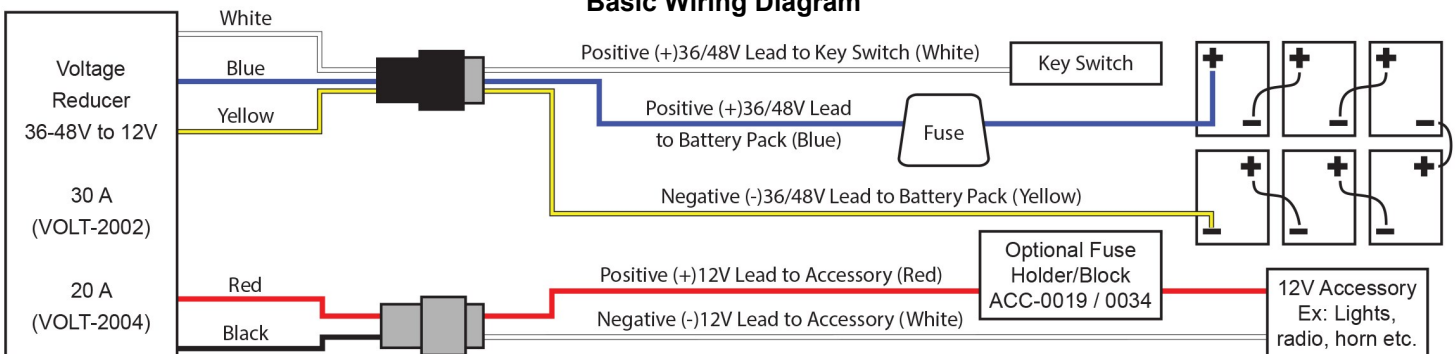 Basic Wiring Diagram
Voltage
Reducer
36-48V to 12V
30 A
(VOLT-2002)
20 A
(VOLT-2004)
White
Blue
Yellow
Red
Black
Positive (+)36/48V Lead to Key Switch (White)
Key Switch
Positive (+)36/48V Lead
to Battery Pack (Blue)
Fuse
Negative (-)36/48V Lead to Battery Pack (Yellow)
+
+
+
-
-
-
+
+
+
-
-
-
Positive (+)12V Lead to Accessory (Red)
Optional Fuse
Holder/Block
ACC-0019 / 0034
Negative (-)12V Lead to Accessory (White)
12V Accessory
Ex: Lights,
radio, horn etc.